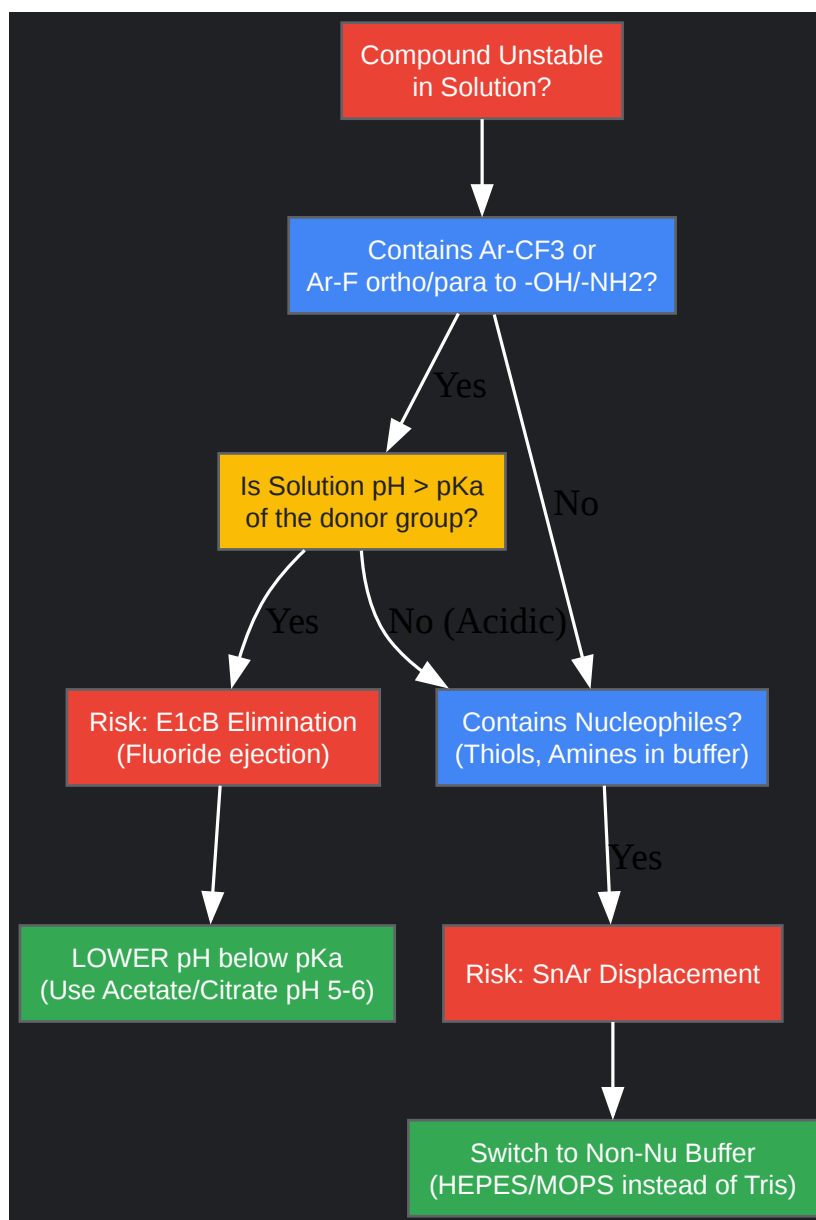 Compound Unstable
in Solution?
Contains Ar-CF3 or
Ar-F ortho/para to -OH/-NH2?
Yes
Is Solution pH > pKa
of the donor group?
No
Yes
No (Acidic)
Risk: E1cB Elimination
(Fluoride ejection)
Contains Nucleophiles?
(Thiols, Amines in buffer)
Yes
LOWER pH below pKa
(Use Acetate/Citrate pH 5-6)
Risk: SnAr Displacement
Switch to Non-Nu Buffer
(HEPES/MOPS instead of Tris)